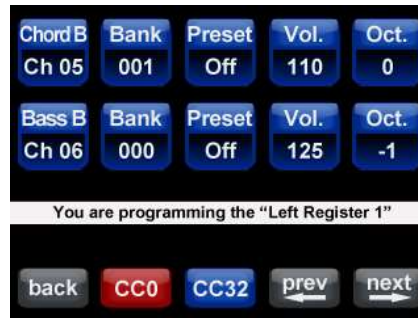 Chord B Bank Preset Vol. Oct.
Ch 05 001 Off 110 0
Bass B Bank Preset Vol. Oct.
Ch 06 000 Off 125 -1
You are programming the “Left Register 1”
back CC0 CC32 prev next